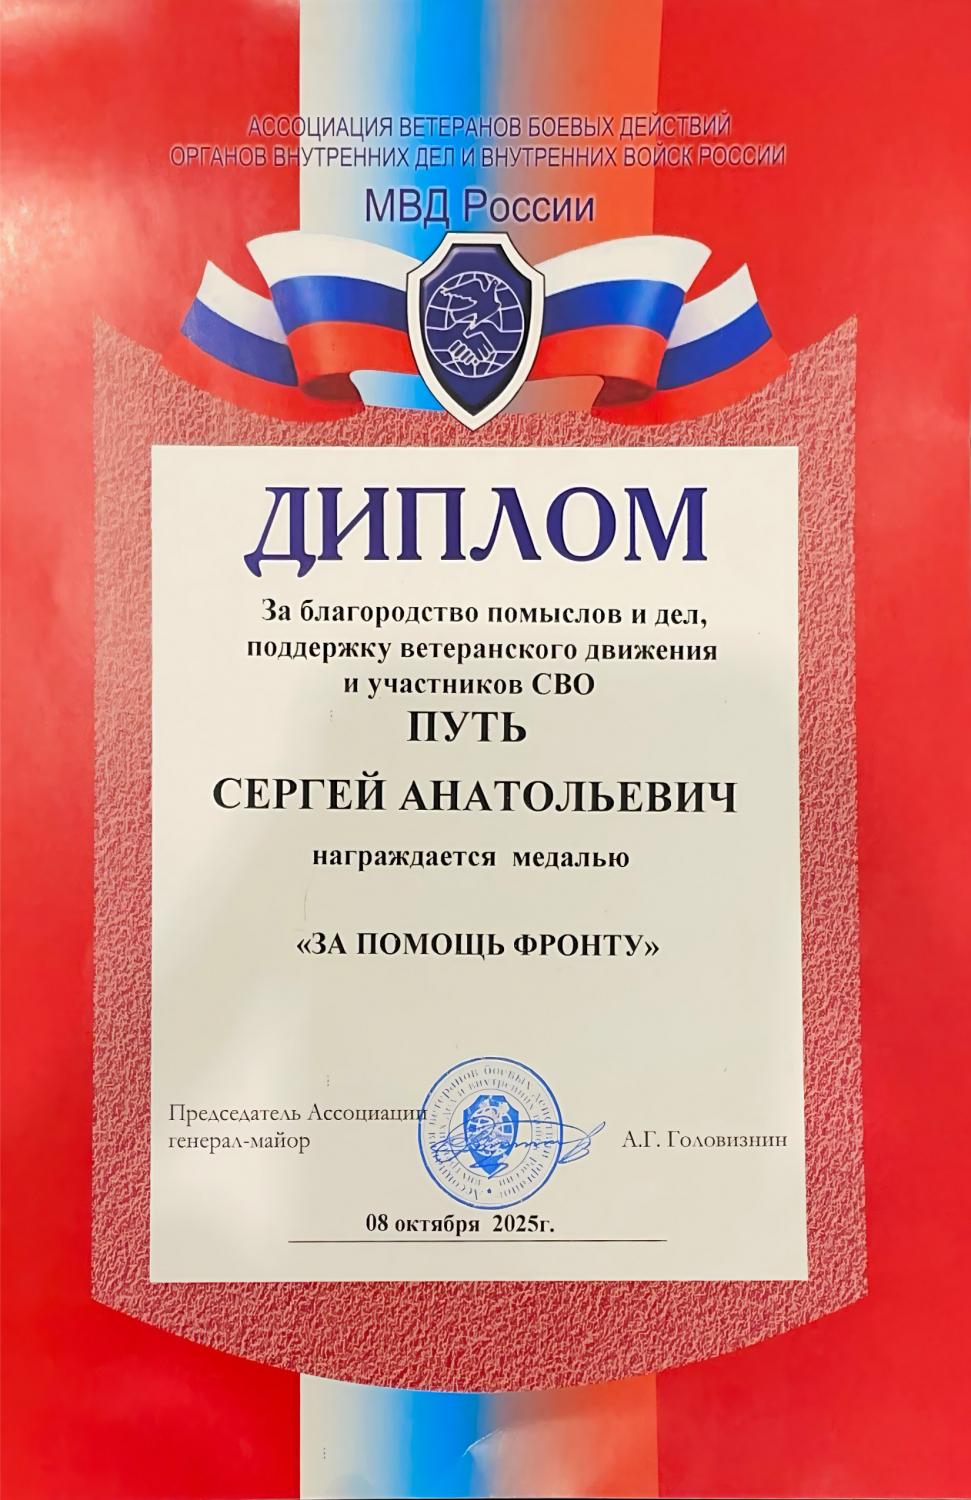 АССОЦИАЦИЯ ВЕТЕРАНОВ БОЕВЫХ ДЕЙСТВИЙ
ОРГАНОВ ВНУТРЕННИХ ДЕЛ И ВНУТРЕННИХ ВОЙСК РОССИИ
МВД России
ДИПЛОМ
За благородство помыслов и дел,
поддержку ветеранского движения
и участников СВО
ПУТЬ
СЕРГЕЙ АНАТОЛЬЕВИЧ
награждается медалью
«ЗА ПОМОЩЬ ФРОНТУ»
Председатель Ассоциации
генерал-майор
А.Г. Головизнин
08 октября 2025г.